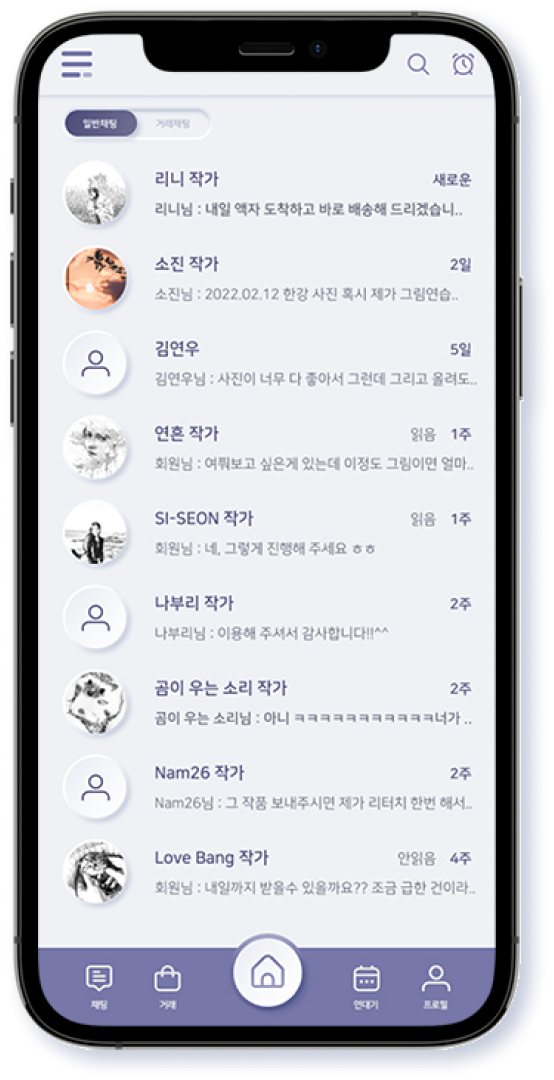 일반채팅 거래채팅
리니 작가 새로운
리니님 : 내일 액자 도착하고 바로 배송해 드리겠습니..
소진 작가 2일
소진님 : 2022.02.12 한강 사진 혹시 제가 그림연습..
김연우 5일
김연우님 : 사진이 너무 다 좋아서 그런데 그리고 올려도..
연흔 작가 읽음 1주
회원님 : 여쭤보고 싶은게 있는데 이정도 그림이면 얼마..
SI-SEON 작가 읽음 1주
회원님 : 네, 그렇게 진행해 주세요 ㅎㅎ
나부리 작가 2주
나부리님 : 이용해 주셔서 감사합니다!!^^
곰이 우는 소리 작가 2주
곰이 우는 소리님 : 아니 ㅋㅋㅋㅋㅋㅋㅋㅋㅋㅋㅋ너가 ..
Nam26 작가 2주
Nam26님 : 그 작품 보내주시면 제가 리터치 한번 해서..
Love Bang 작가 안읽음 4주
회원님 : 내일까지 받을수 있을까요?? 조금 급한 건이라..
채팅 거래 연대기 프로필